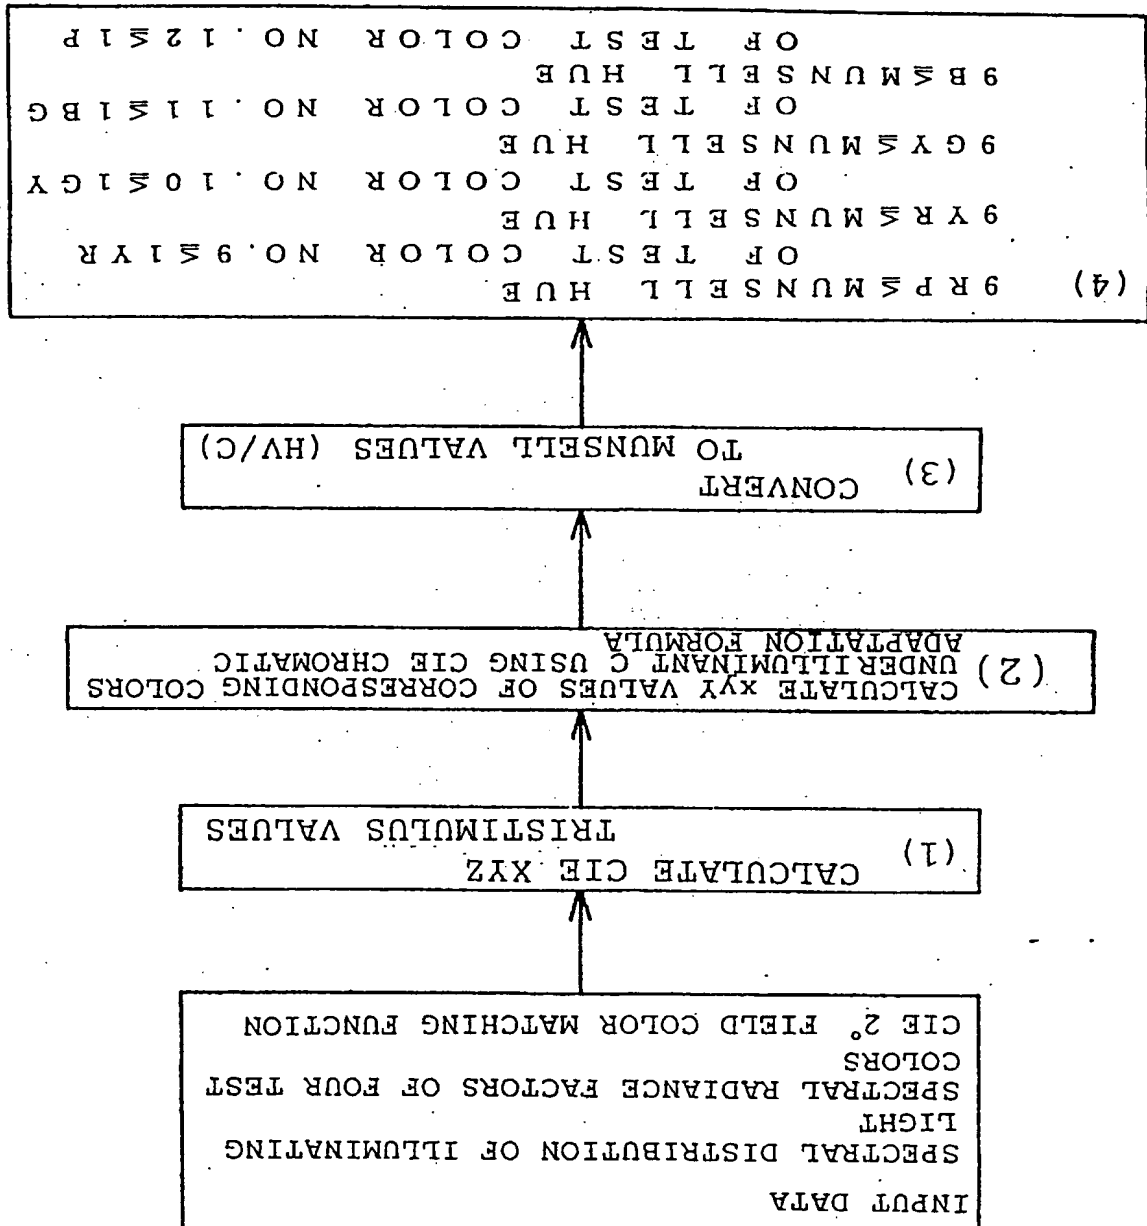 INPUT DATA
SPECTRAL DISTRIBUTION OF ILLUMINATING
LIGHT
SPECTRAL RADIANCE FACTORS OF FOUR TEST
COLORS
CIE 2° FIELD COLOR MATCHING FUNCTION
(1) CALCULATE CIE XYZ
TRISTIMULUS VALUES
(2) CALCULATE xyY VALUES OF CORRESPONDING COLORS
UNDER ILLUMINANT C USING CIE CHROMATIC
ADAPTATION FORMULA
(3) CONVERT
TO MUNSELL VALUES (HV/C)
(4) 9RP≦MUNSELL HUE
OF TEST COLOR NO.9≦1YR
9YR≦MUNSELL HUE
OF TEST COLOR NO.10≦1GY
9GY≦MUNSELL HUE
OF TEST COLOR NO.11≦1BG
9B≦MUNSELL HUE
OF TEST COLOR NO.12≦1P